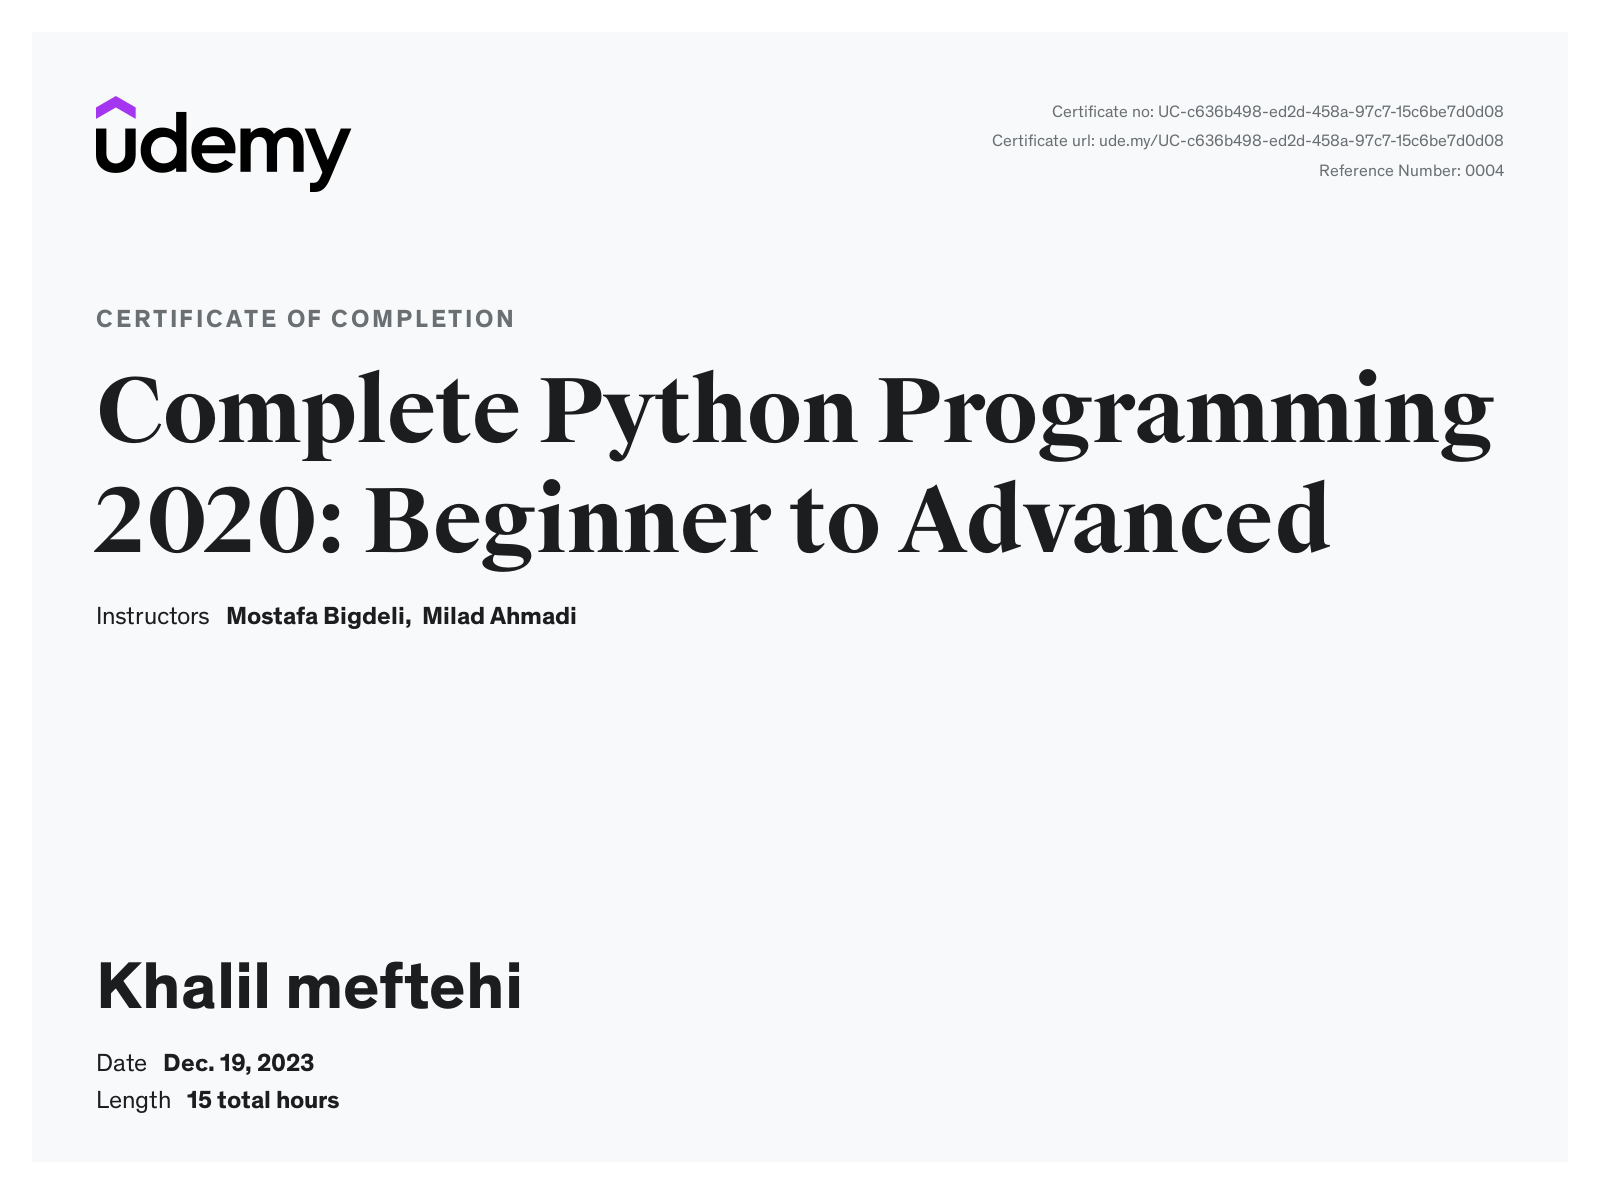 udemy
Certificate no: UC-c636b498-ed2d-458a-97c7-15c6be7d0d08
Certificate url: ude.my/UC-c636b498-ed2d-458a-97c7-15c6be7d0d08
Reference Number: 0004
CERTIFICATE OF COMPLETION
Complete Python Programming
2020: Beginner to Advanced
Instructors Mostafa Bigdeli, Milad Ahmadi
Khalil meftehi
Date Dec. 19, 2023
Length 15 total hours